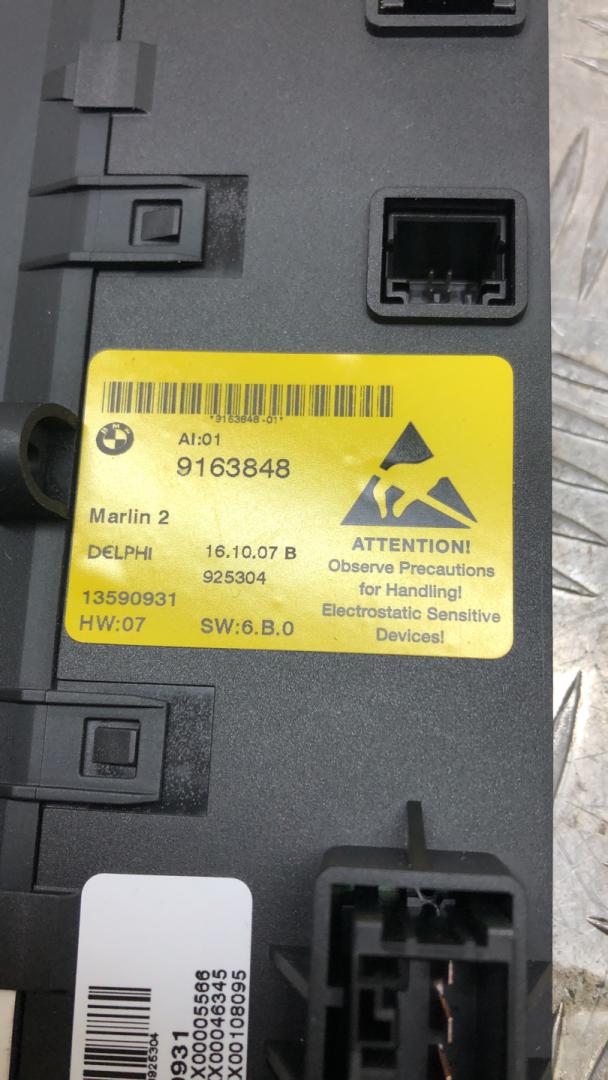 *9163848-01*
BMW
AI:01
9163848
Marlin 2
DELPHI 16.10.07 B
925304
13590931
HW:07 SW:6.B.0
ATTENTION!
Observe Precautions
for Handling!
Electrostatic Sensitive
Devices!
X00005566
X00046345
X00108095